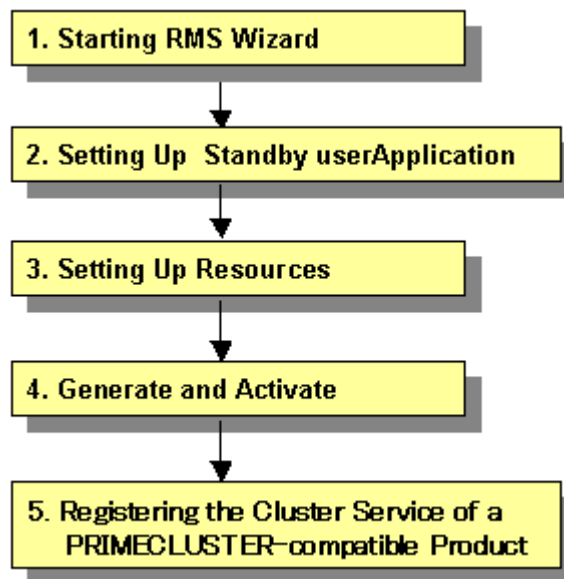 1. Starting RMS Wizard
2. Setting Up Standby userApplication
3. Setting Up Resources
4. Generate and Activate
5. Registering the Cluster Service of a
PRIMECLUSTER-compatible Product